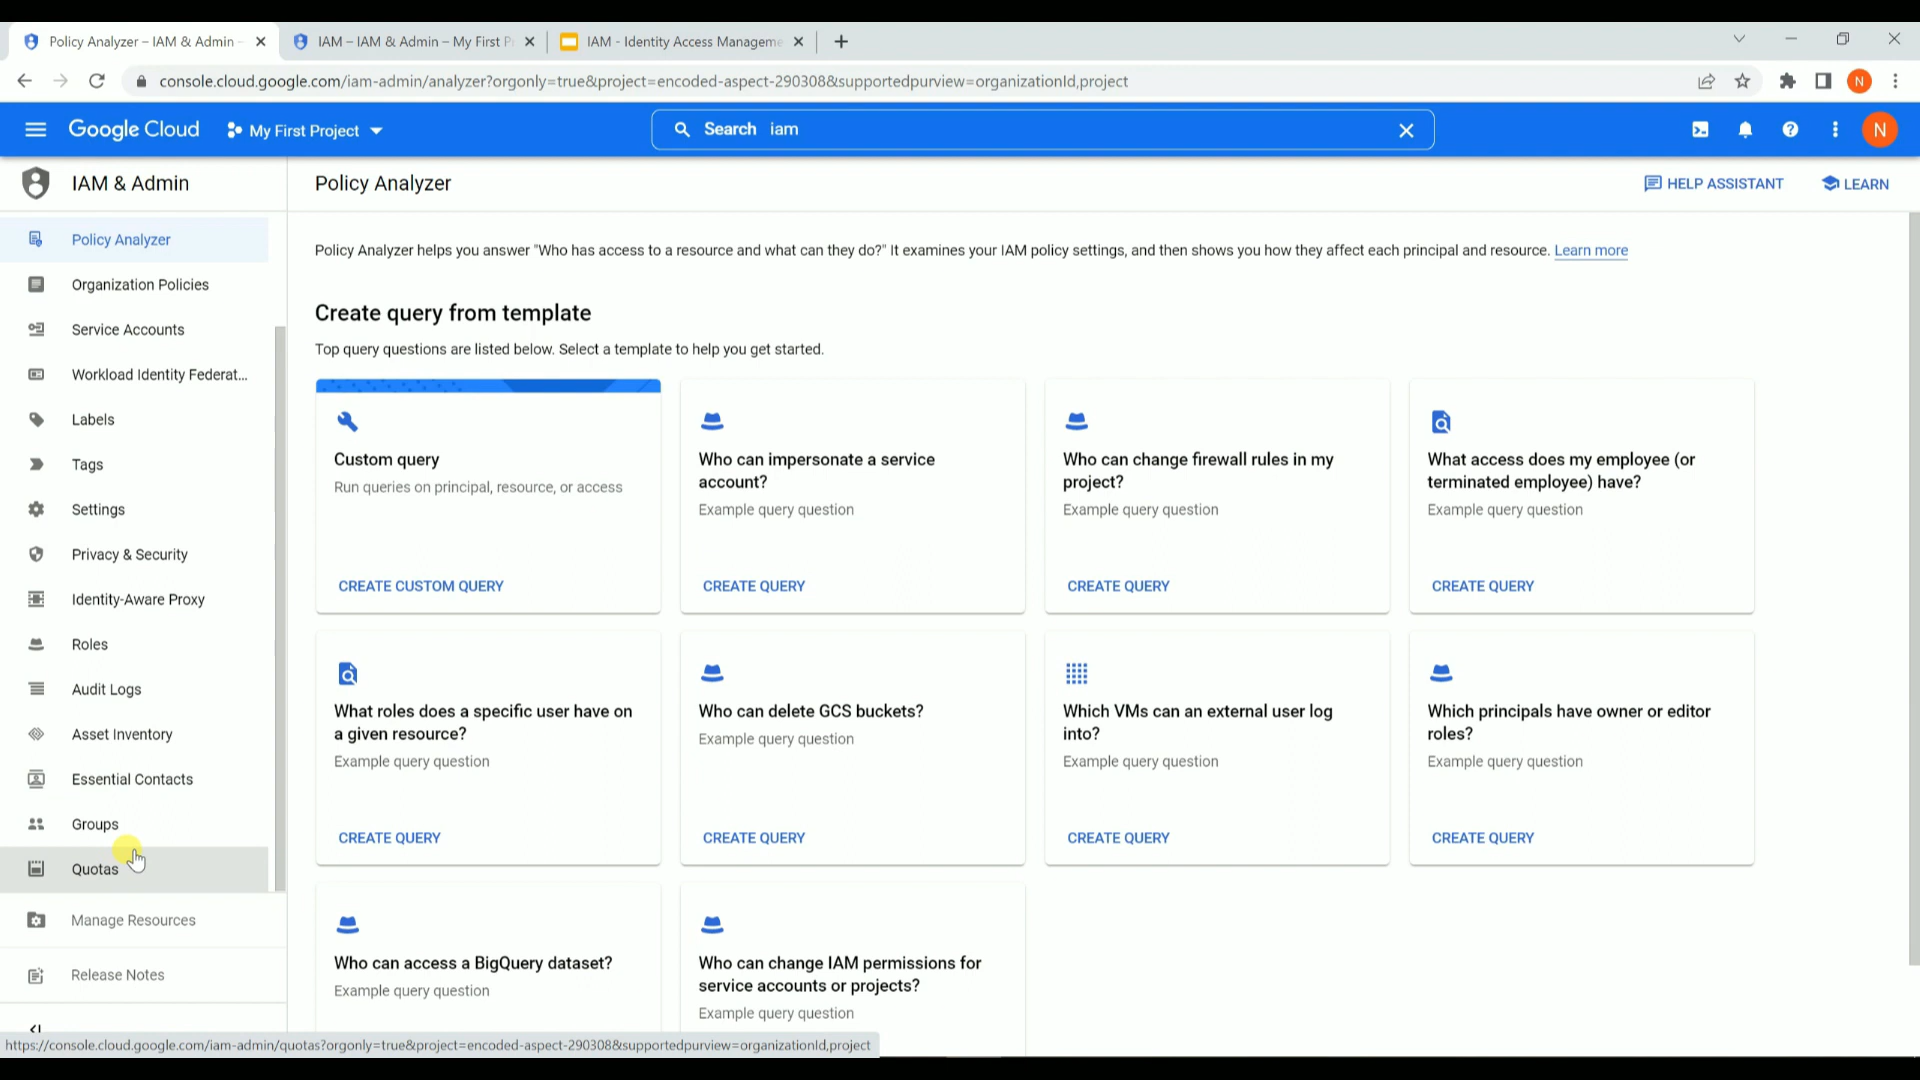 Policy Analyzer – IAM & Admin –
IAM – IAM & Admin – My First P
IAM - Identity Access Manageme
console.cloud.google.com/iam-admin/analyzer?orgonly=true&project=encoded-aspect-290308&supportedpurview=organizationId,project
N
Google Cloud
My First Project
Search iam
N
IAM & Admin
Policy Analyzer
HELP ASSISTANT
LEARN
Policy Analyzer
Organization Policies
Service Accounts
Workload Identity Federat...
Labels
Tags
Settings
Privacy & Security
Identity-Aware Proxy
Roles
Audit Logs
Asset Inventory
Essential Contacts
Groups
Quotas
Manage Resources
Release Notes
Policy Analyzer helps you answer "Who has access to a resource and what can they do?" It examines your IAM policy settings, and then shows you how they affect each principal and resource. Learn more
Create query from template
Top query questions are listed below. Select a template to help you get started.
Custom query
Run queries on principal, resource, or access
CREATE CUSTOM QUERY
Who can impersonate a service
account?
Example query question
CREATE QUERY
Who can change firewall rules in my
project?
Example query question
CREATE QUERY
What access does my employee (or
terminated employee) have?
Example query question
CREATE QUERY
What roles does a specific user have on
a given resource?
Example query question
CREATE QUERY
Who can delete GCS buckets?
Example query question
CREATE QUERY
Which VMs can an external user log
into?
Example query question
CREATE QUERY
Which principals have owner or editor
roles?
Example query question
CREATE QUERY
Who can access a BigQuery dataset?
Example query question
Who can change IAM permissions for
service accounts or projects?
Example query question
https://console.cloud.google.com/iam-admin/quotas?orgonly=true&project=encoded-aspect-290308&supportedpurview=organizationId,project